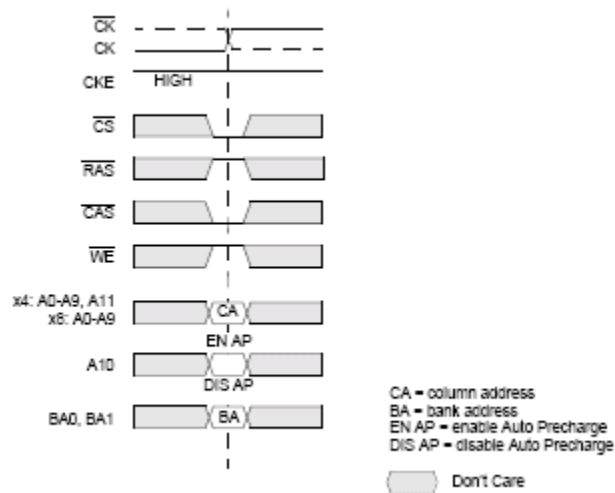 CK
CK
CKE HIGH
CS
RAS
CAS
WE
x4: A0-A9, A11
x8: A0-A9
CA
EN AP
A10
DIS AP
BA0, BA1
BA
CA = column address
BA = bank address
EN AP = enable Auto Precharge
DIS AP = disable Auto Precharge
Don't Care